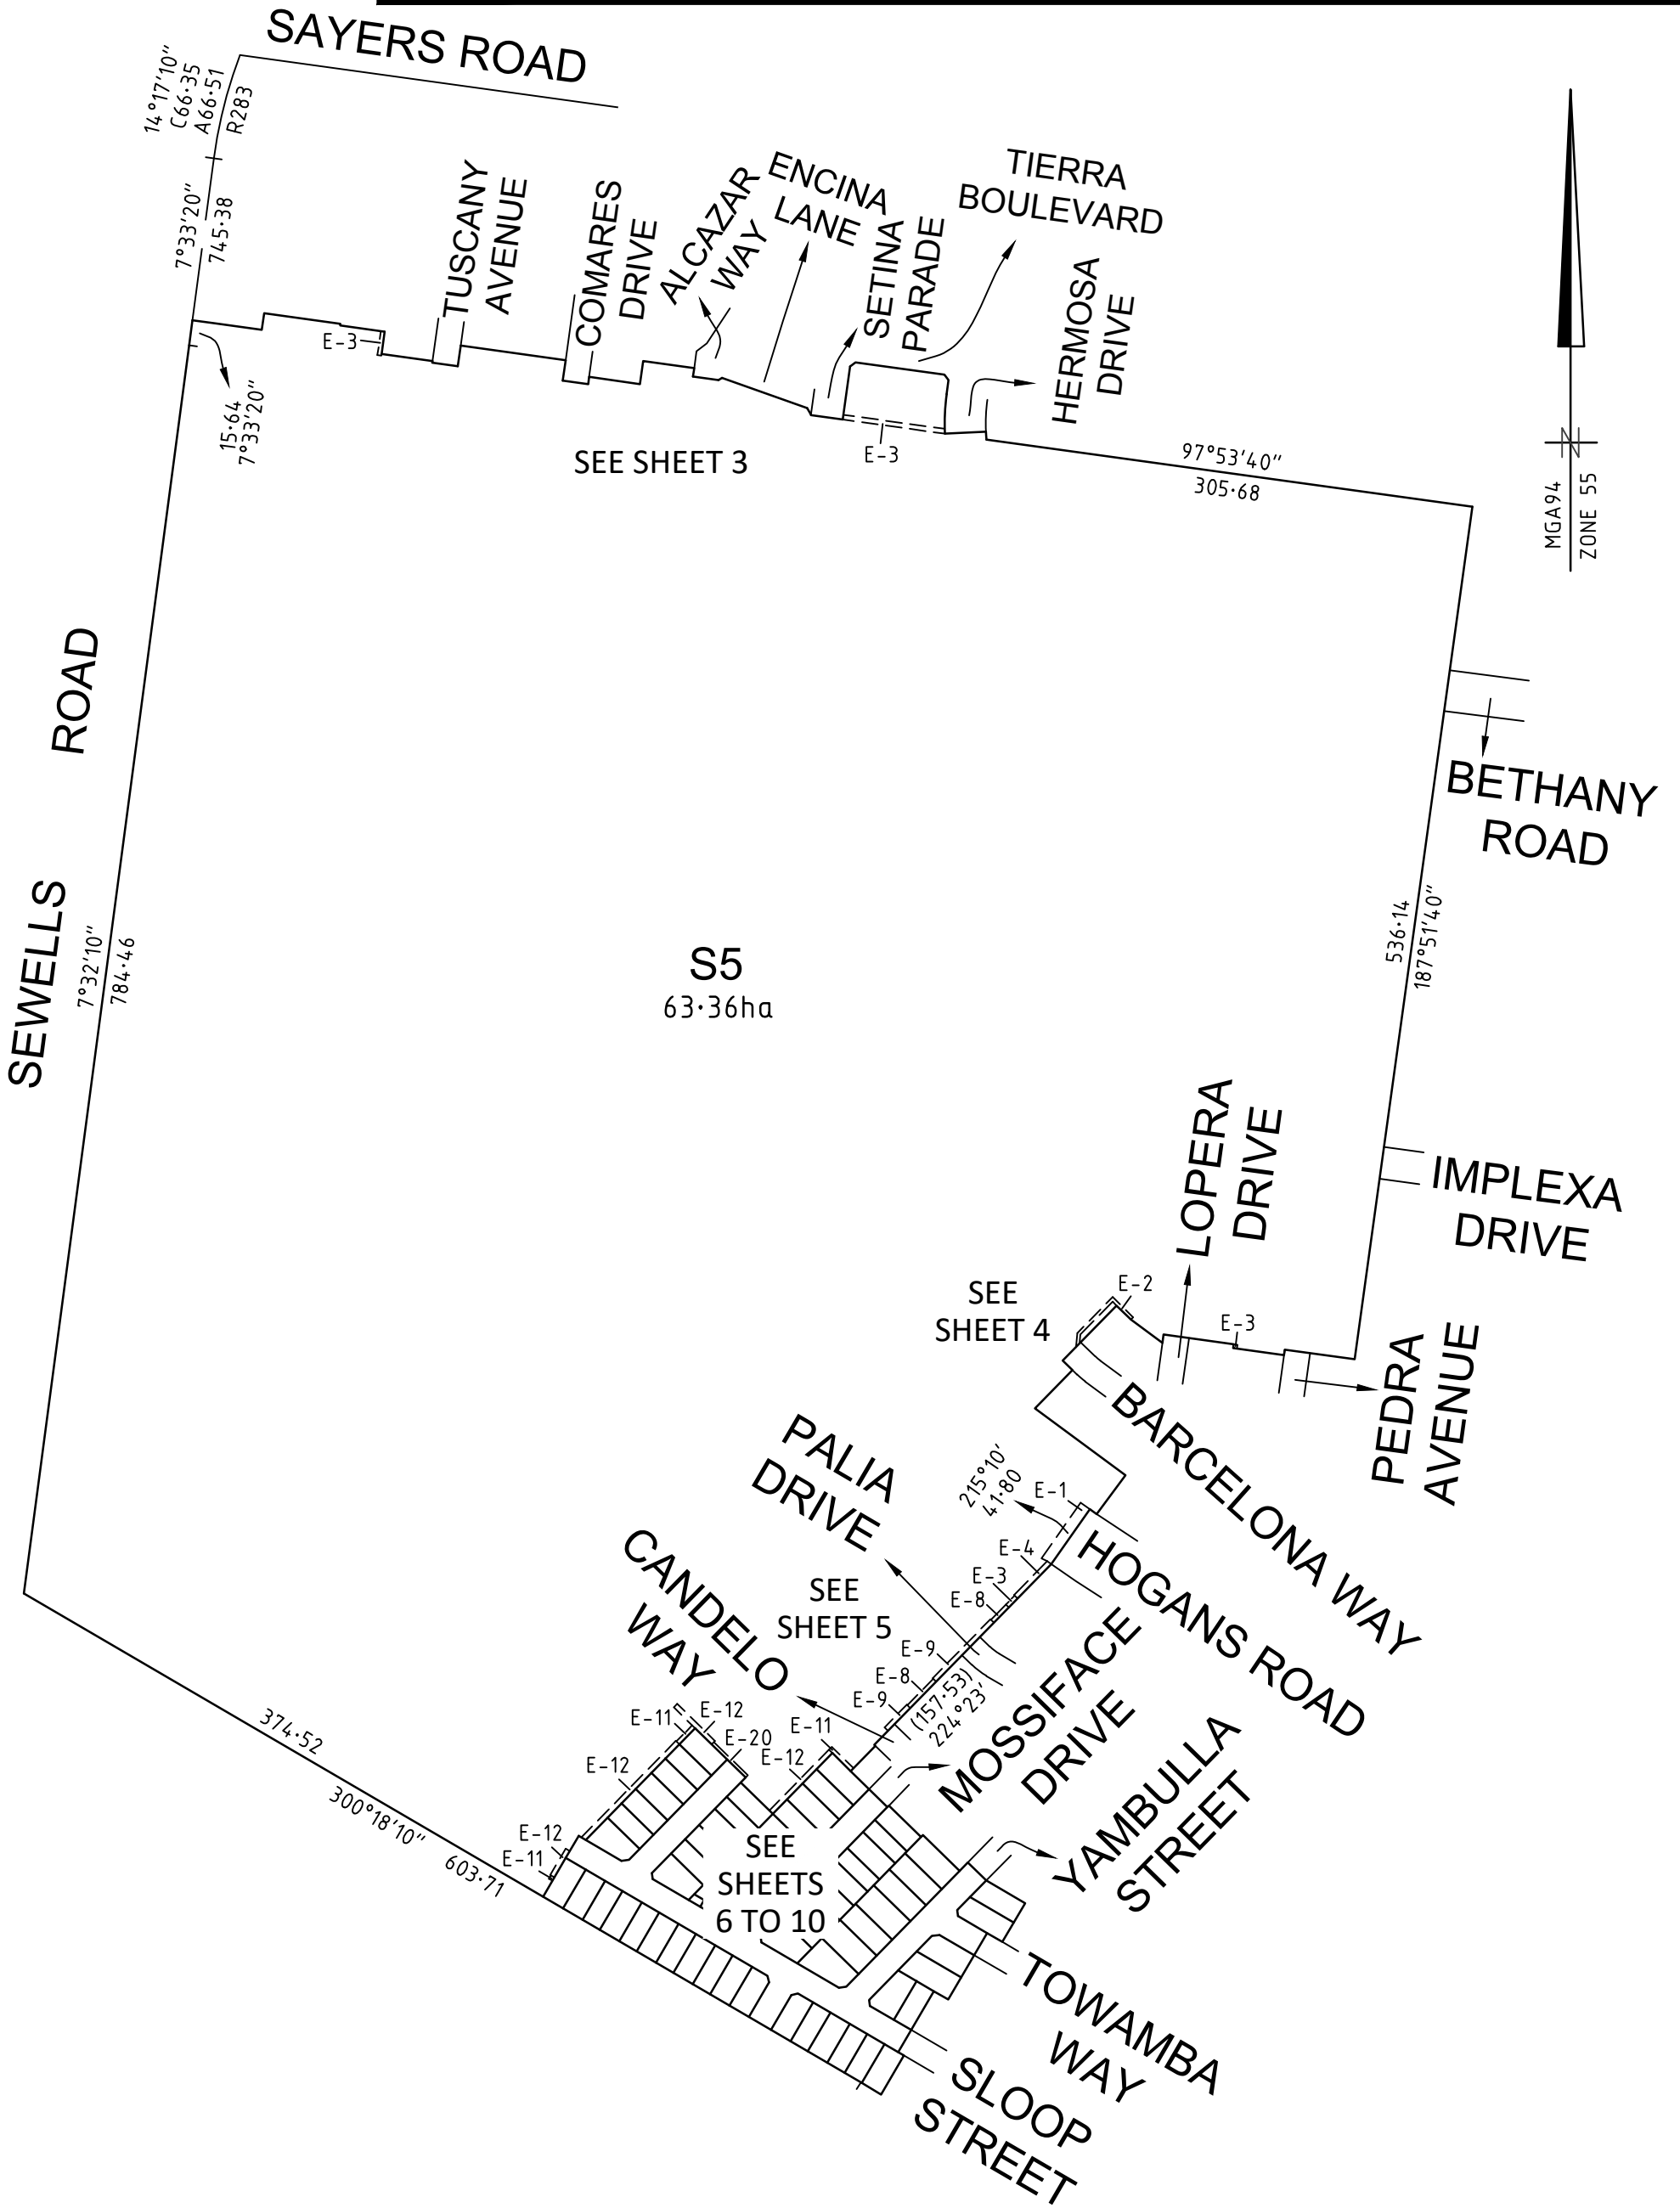 SAYERS ROAD
14°17'10"
C66·35
A66·51
R283
7°33'20"
745·38
TUSCANY
AVENUE
COMARES
DRIVE
ALCAZAR
WAY
ENCINA
LANE
SETINA
PARADE
TIERRA
BOULEVARD
HERMOSA
DRIVE
E-3
15·64
7°33'20"
SEE SHEET 3
E-3
97°53'40"
305·68
N
MGA94
ZONE 55
SEWELLS ROAD
7°32'10"
784·46
S5
63·36ha
BETHANY
ROAD
536·14
187°51'40"
IMPLEXA
DRIVE
LOPERA
DRIVE
SEE
SHEET 4
E-2
E-3
PEDRA
AVENUE
BARCELONA WAY
PALIA
DRIVE
215°10'
41·80
E-1
E-4
E-3
E-8
HOGANS ROAD
CANDELO
WAY
SEE
SHEET 5
E-9
E-8
E-9
(157·53)
224°23'
MOSSIFACE
DRIVE
YAMBULLA
STREET
E-11
E-12
E-20
E-11
E-12
E-12
374·52
300°18'10"
603·71
E-12
E-11
SEE
SHEETS
6 TO 10
TOWAMBA
WAY
SLOOP
STREET